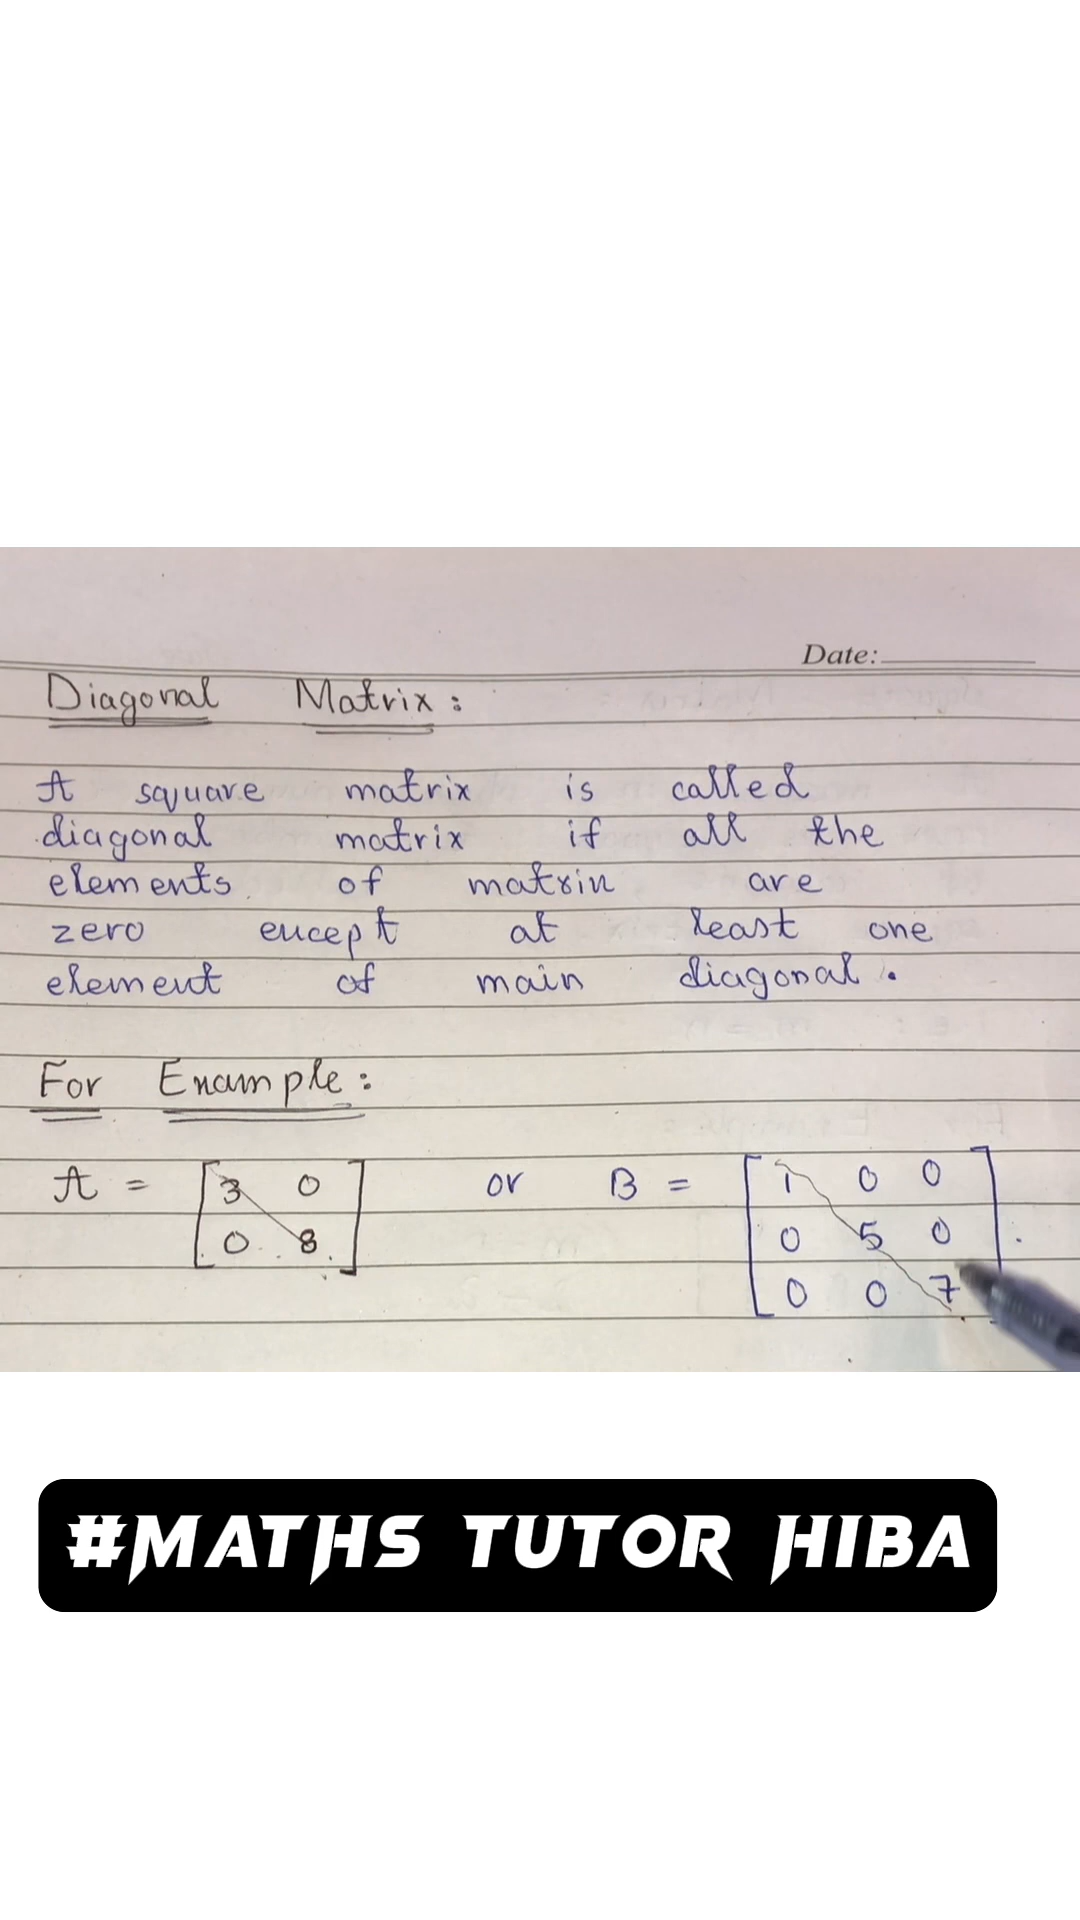 Date:
Diagonal Matrix:
A square matrix is called
diagonal matrix if all the
elements of matrix are
zero except at least one
element of main diagonal.
For Example:
A = [3 0 or B = [1 0 0
0 8] 0 5 0
0 0 7]
#MATHS TUTOR HIBA